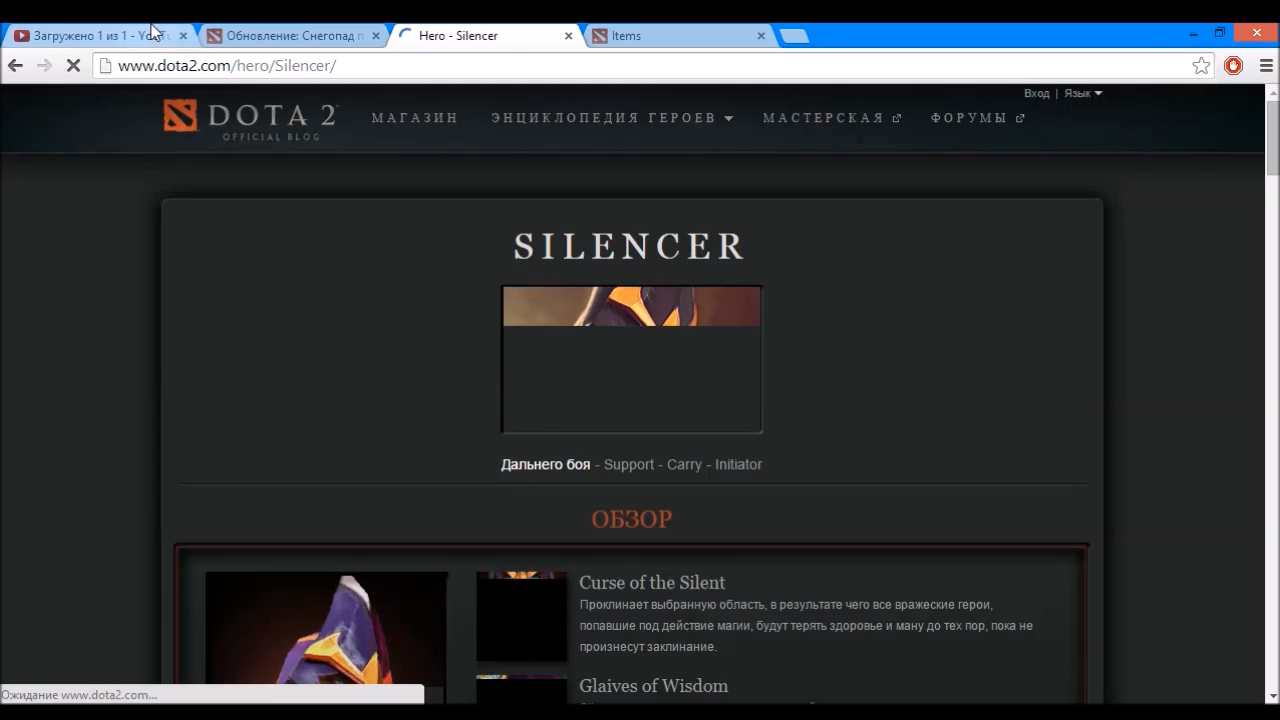 Загружено 1 из 1 - YouT
Обновление: Снегопад п
Hero - Silencer
Items
www.dota2.com/hero/Silencer/
Вход | Язык
DOTA 2
OFFICIAL BLOG
МАГАЗИН
ЭНЦИКЛОПЕДИЯ ГЕРОЕВ
МАСТЕРСКАЯ
ФОРУМЫ
SILENCER
Дальнего боя - Support - Carry - Initiator
ОБЗОР
Curse of the Silent
Проклинает выбранную область, в результате чего все вражеские герои,
попавшие под действие магии, будут терять здоровье и ману до тех пор, пока не
произнесут заклинание.
Glaives of Wisdom
Ожидание www.dota2.com...